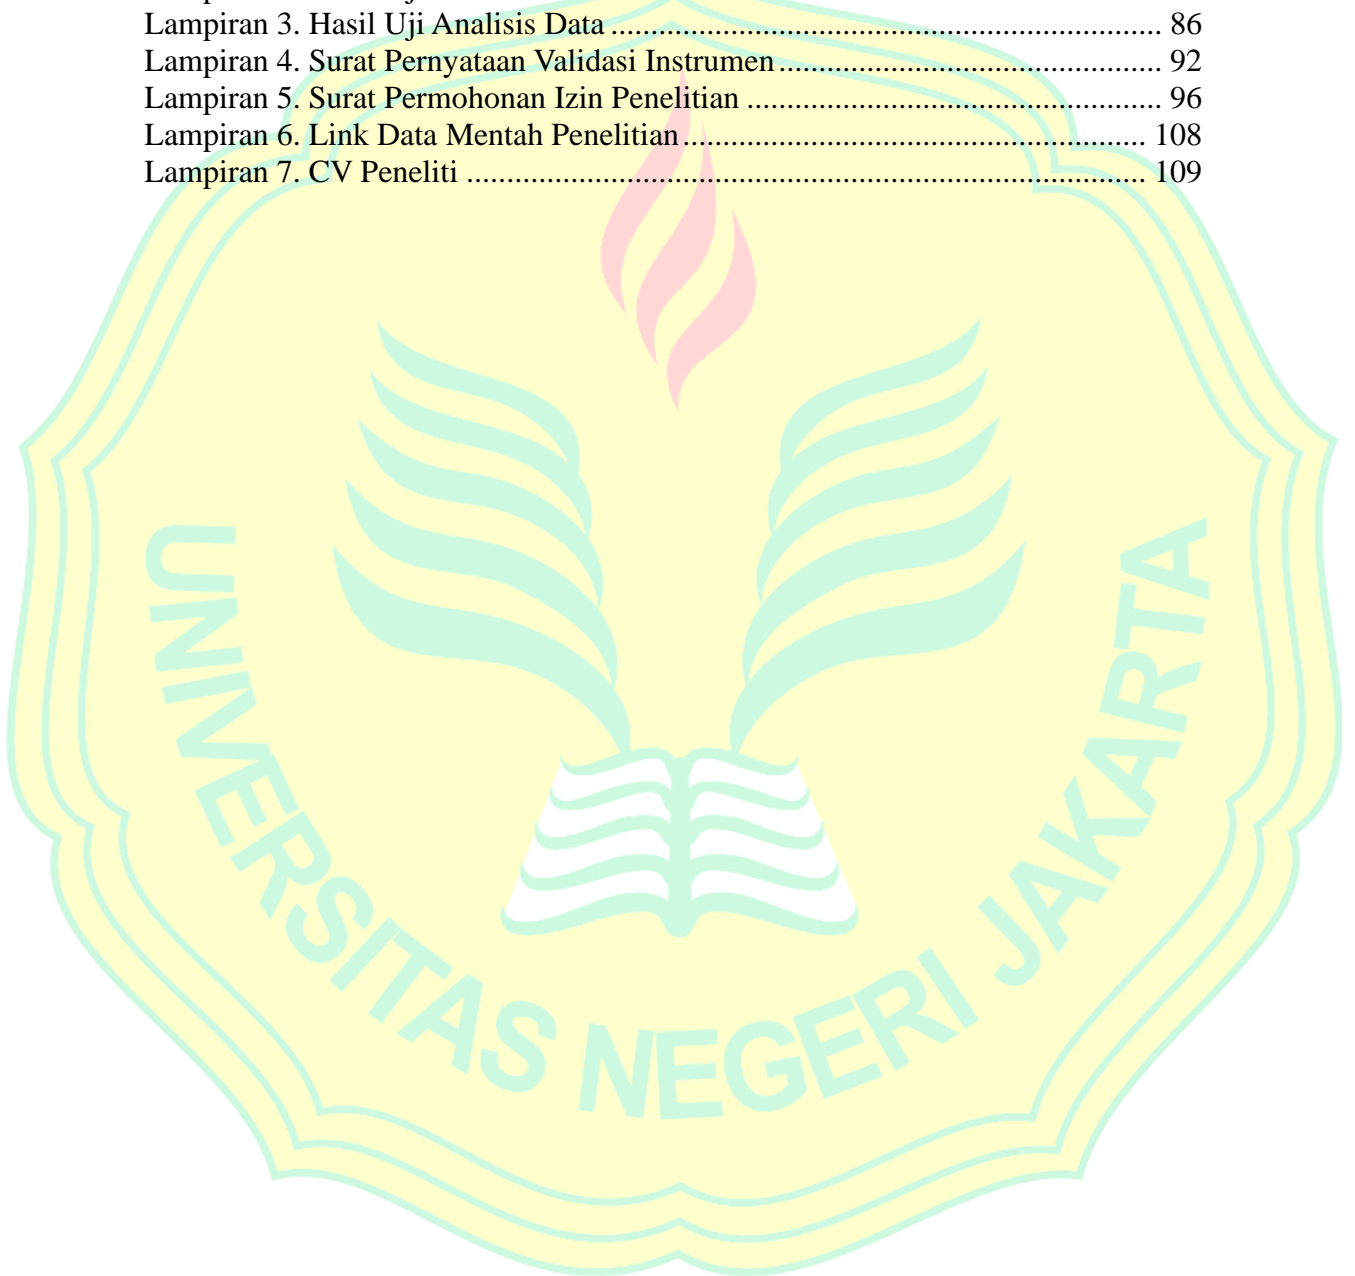 Lampiran 3. Hasil Uji Analisis Data ..................................................................... 86
Lampiran 4. Surat Pernyataan Validasi Instrumen ................................................ 92
Lampiran 5. Surat Permohonan Izin Penelitian .................................................... 96
Lampiran 6. Link Data Mentah Penelitian .......................................................... 108
Lampiran 7. CV Peneliti ..................................................................................... 109
UNIVERSITAS NEGERI JAKARTA